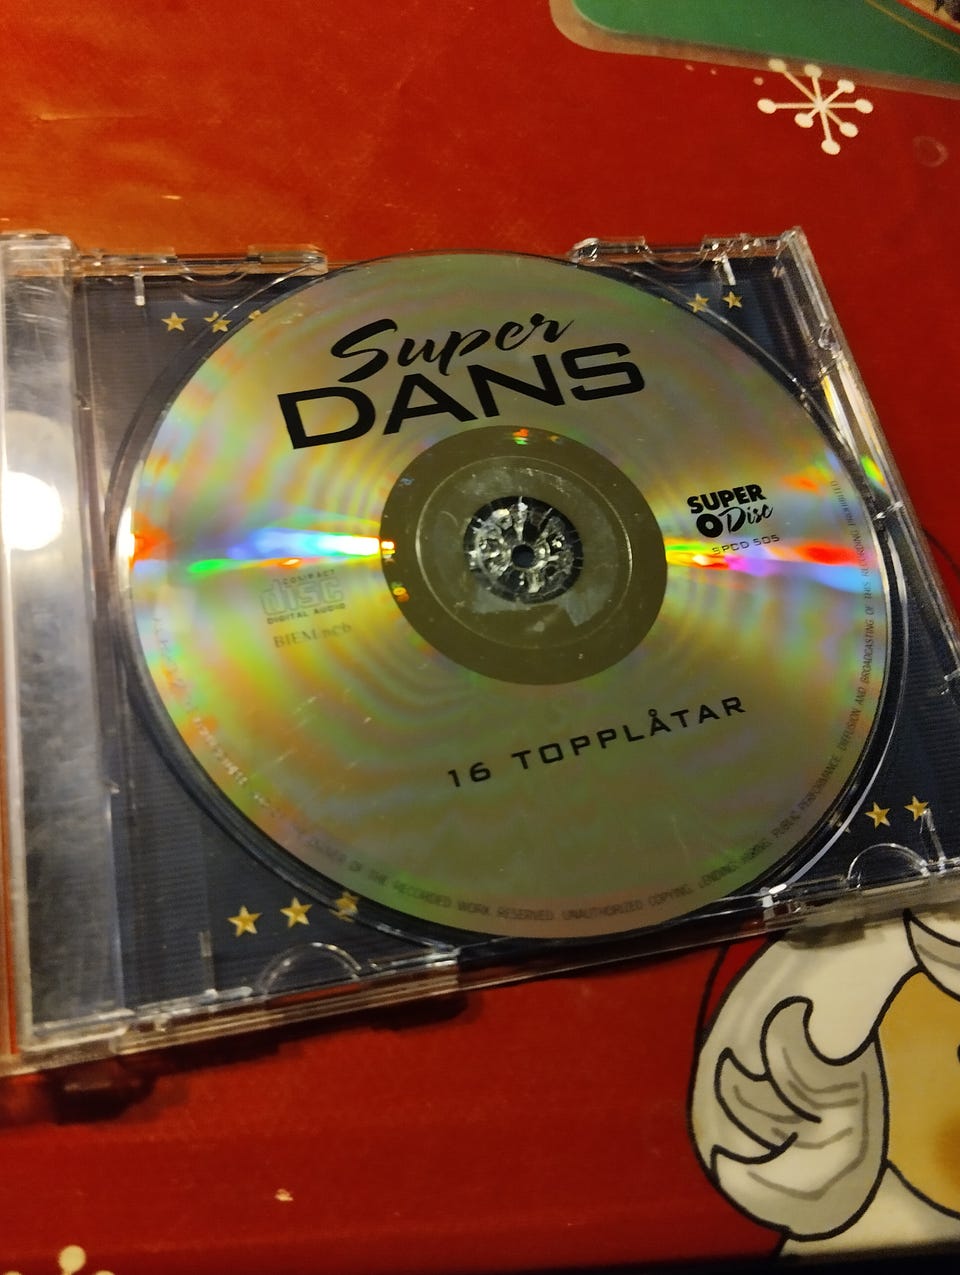 Super
DANS
SUPER
Disc
SPCD 505
COMPACT
disc
DIGITAL AUDIO
BIEM ncb
16 TOPPLÅTAR
OWNER OF THE RECORDED WORK RESERVED. UNAUTHORIZED COPYING, LENDING, HIRING, PUBLIC PERFORMANCE, DIFFUSION AND BROADCASTING OF THIS RECORDING PROHIBITED